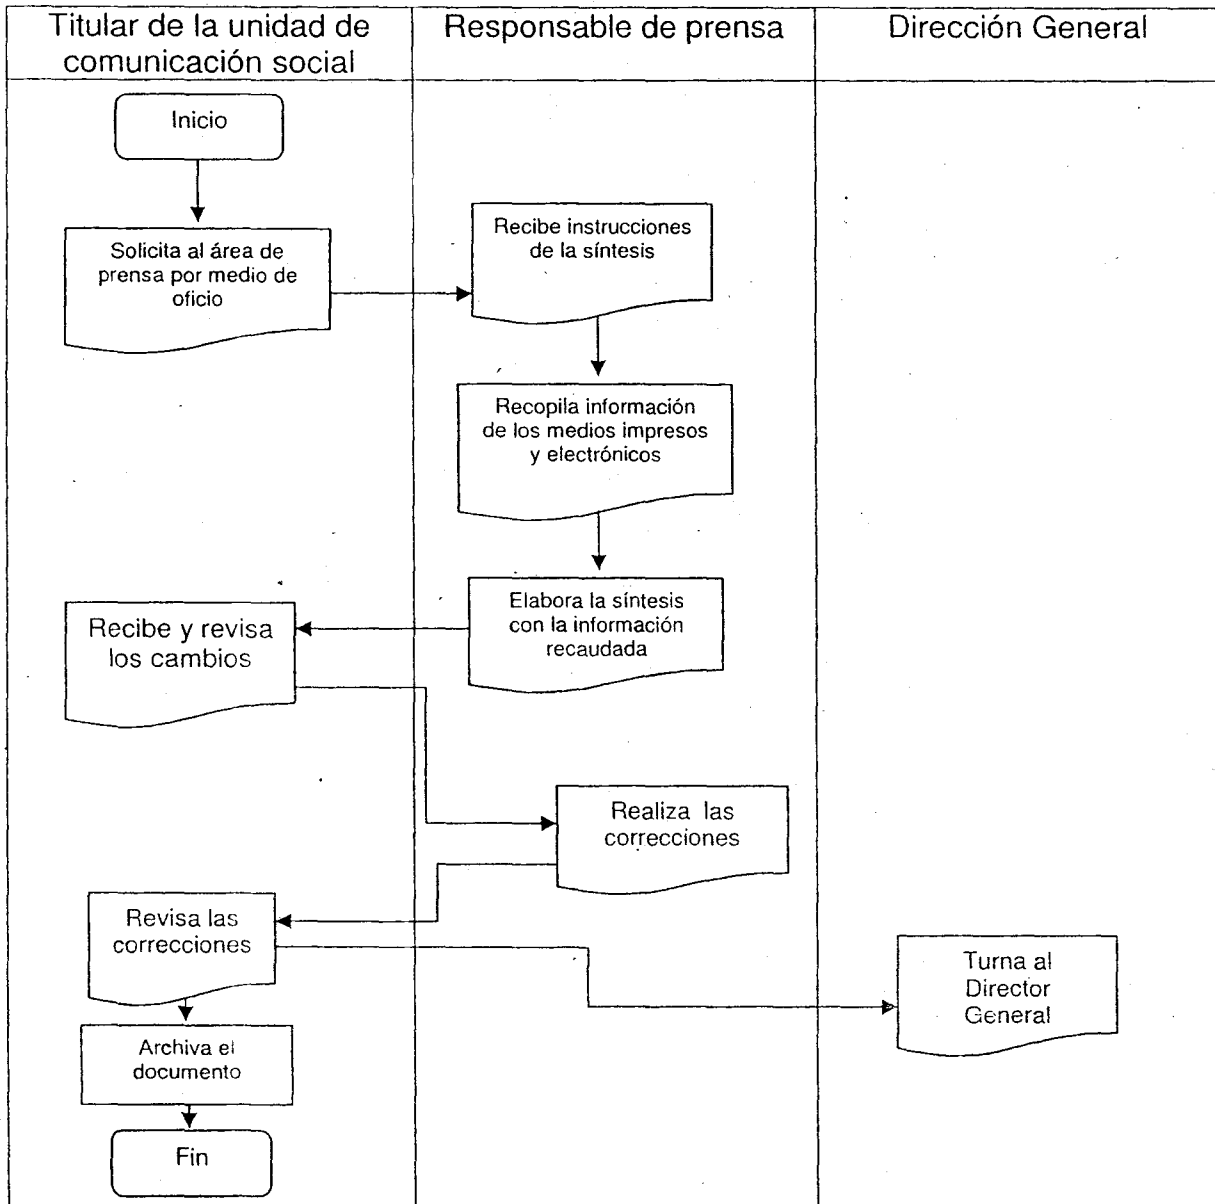 Titular de la unidad de
comunicación social
Responsable de prensa
Dirección General
Inicio
Solicita al área de
prensa por medio de
oficio
Recibe instrucciones
de la síntesis
Recopila información
de los medios impresos
y electrónicos
Elabora la síntesis
con la información
recaudada
Recibe y revisa
los cambios
Realiza las
correcciones
Revisa las
correcciones
Turna al
Director
General
Archiva el
documento
Fin